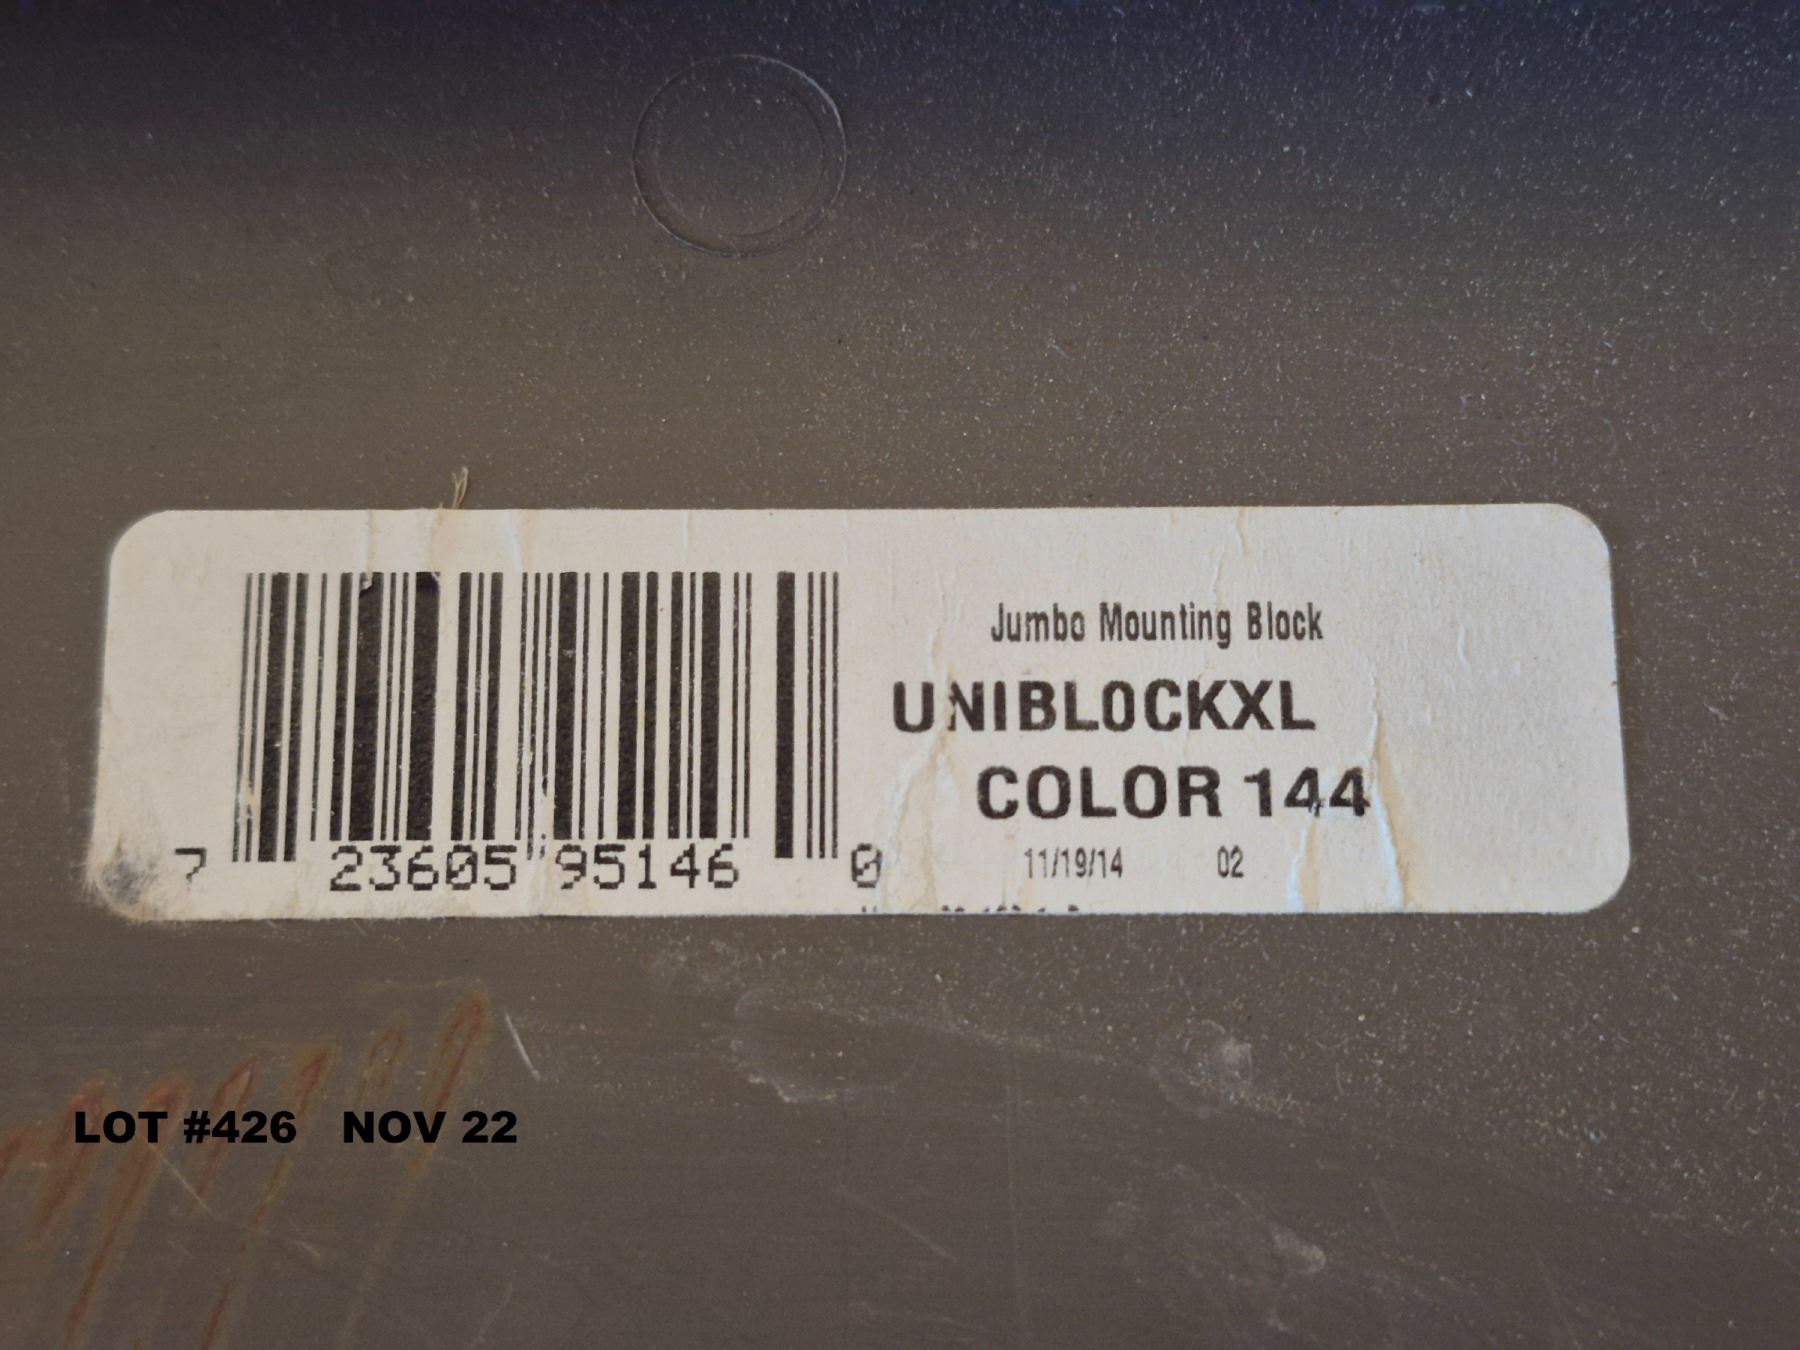 Jumbo Mounting Block
UNIBLOCKXL
COLOR 144
7 23605 95146 0
11/19/14 02
LOT #426 NOV 22